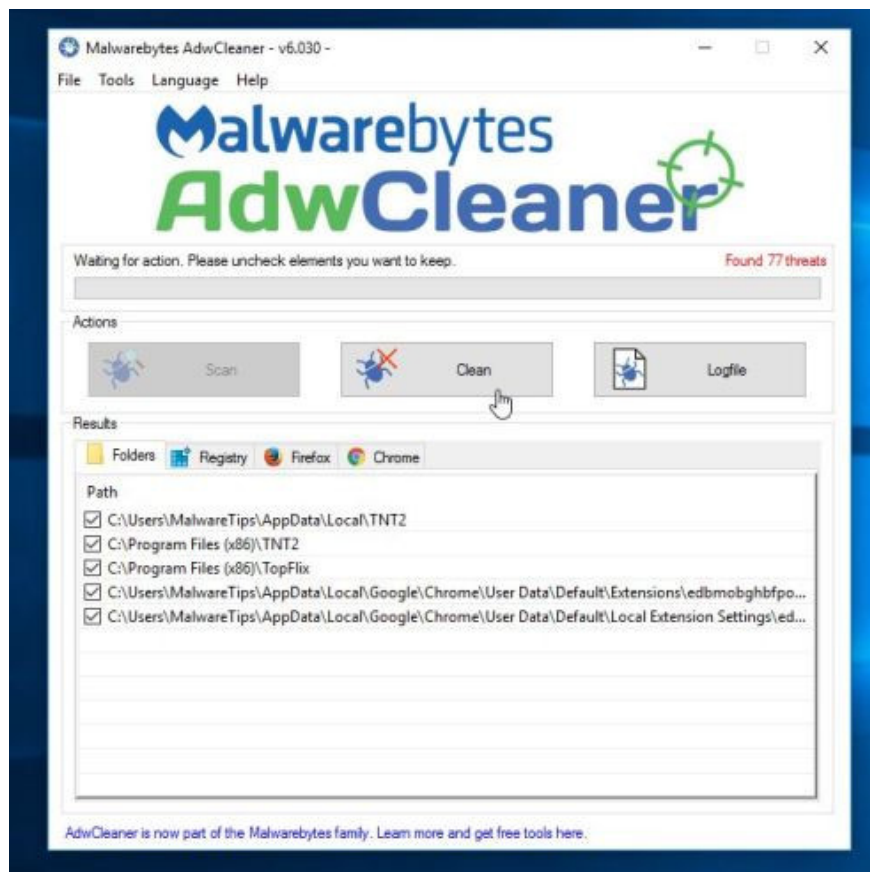 Malwarebytes AdwCleaner - v6.030 -
File Tools Language Help
Malwarebytes
AdwCleaner
Waiting for action. Please uncheck elements you want to keep. Found 77 threats
Actions
Scan Clean Logfile
Results
Folders Registry Firefox Chrome
Path
C:\Users\MalwareTips\AppData\Local\TNT2
C:\Program Files (x86)\TNT2
C:\Program Files (x86)\TopFlix
C:\Users\MalwareTips\AppData\Local\Google\Chrome\User Data\Default\Extensions\edbmobghbfpo...
C:\Users\MalwareTips\AppData\Local\Google\Chrome\User Data\Default\Local Extension Settings\ed...
AdwCleaner is now part of the Malwarebytes family. Learn more and get free tools here.